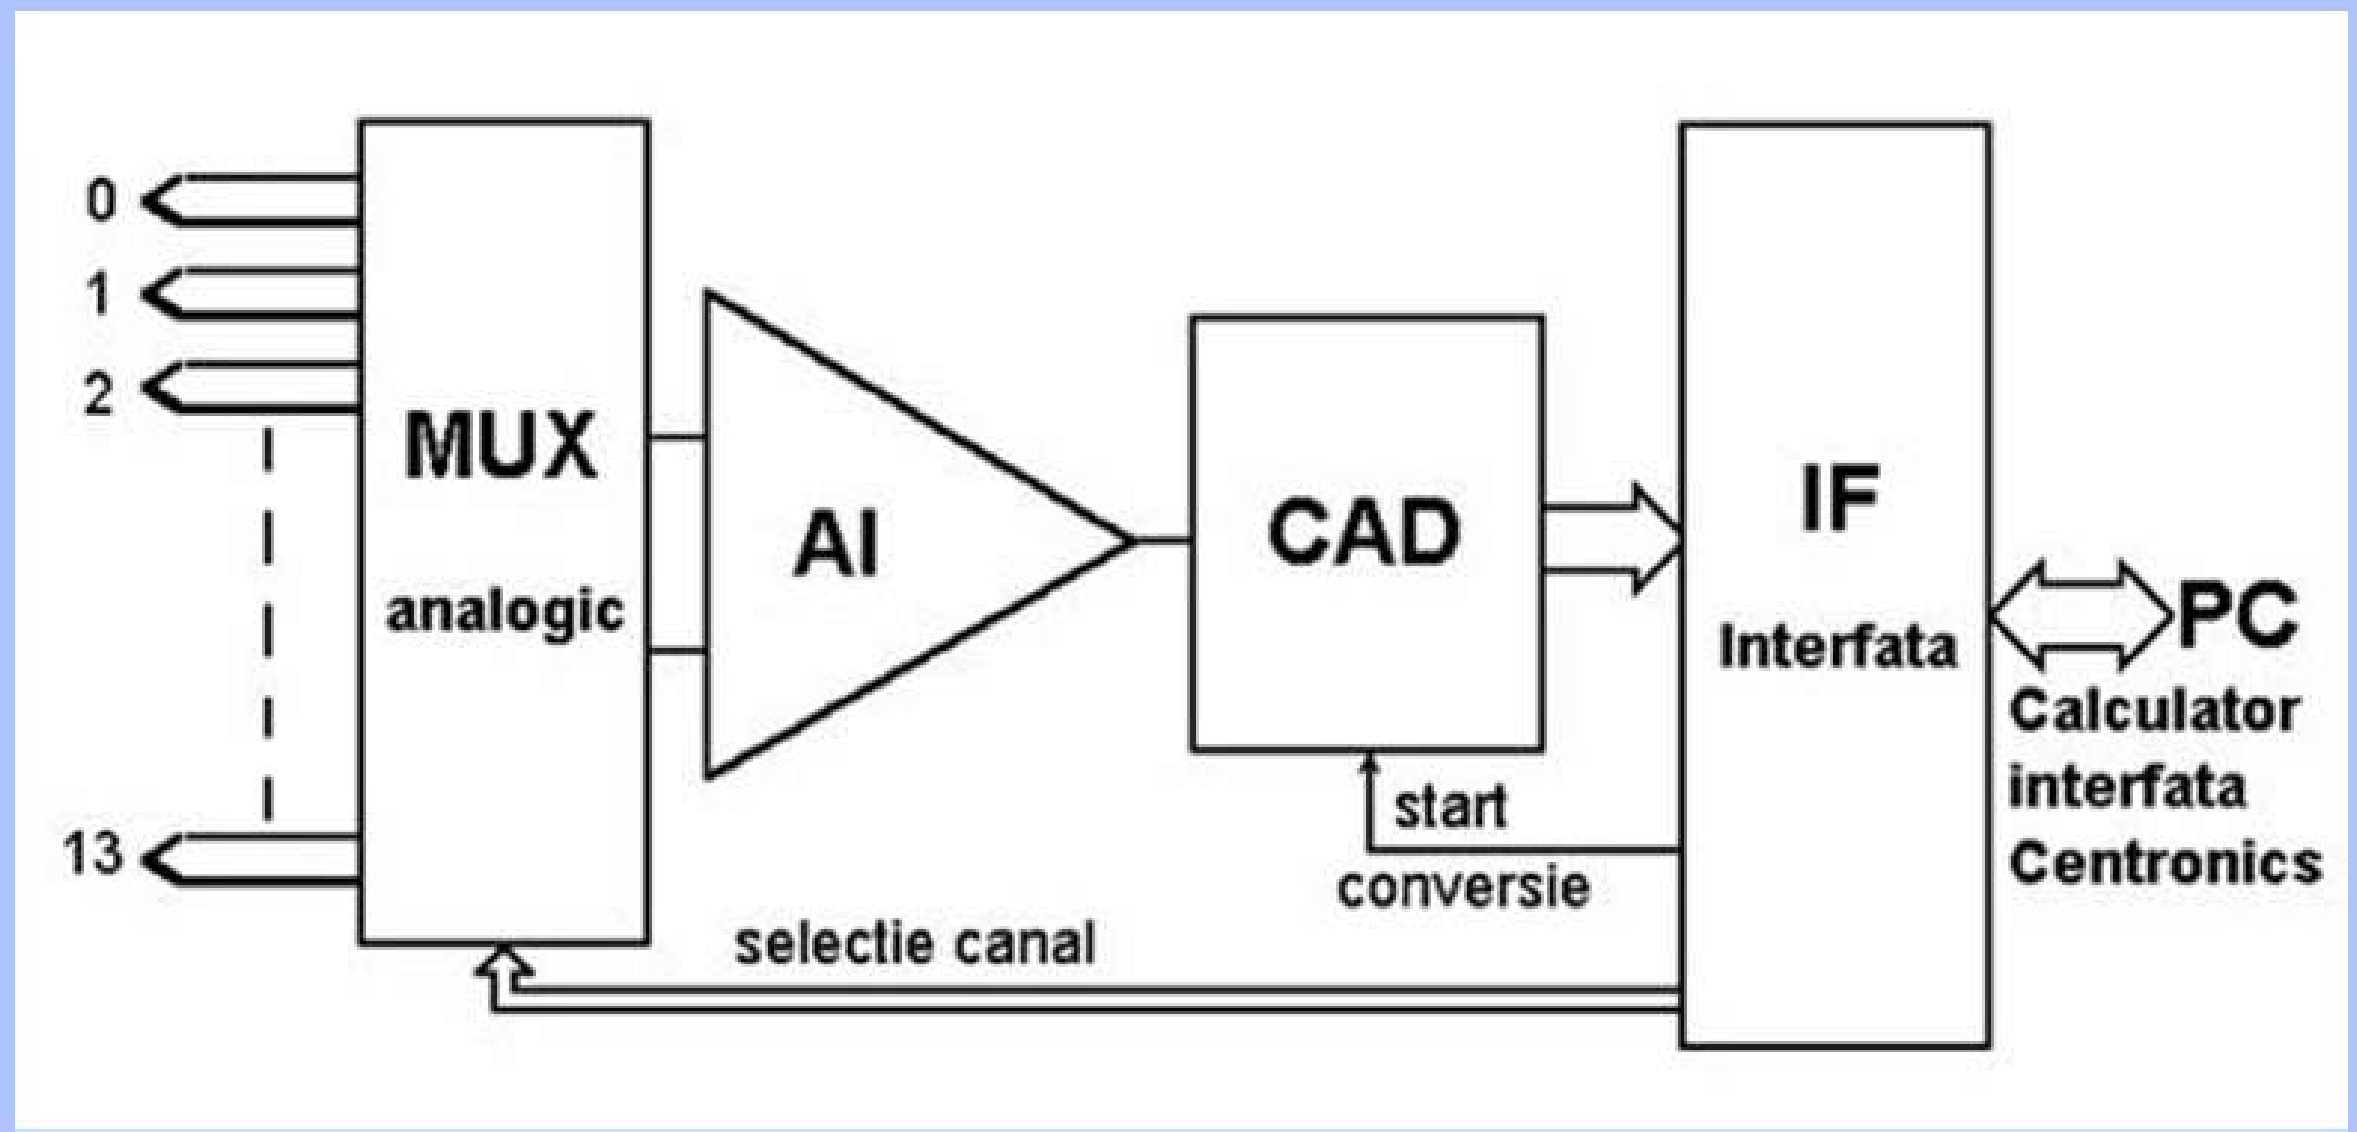 0
1
2
13
MUX
analogic
AI
CAD
start
conversie
selectie canal
IF
Interfata
PC
Calculator
interfata
Centronics